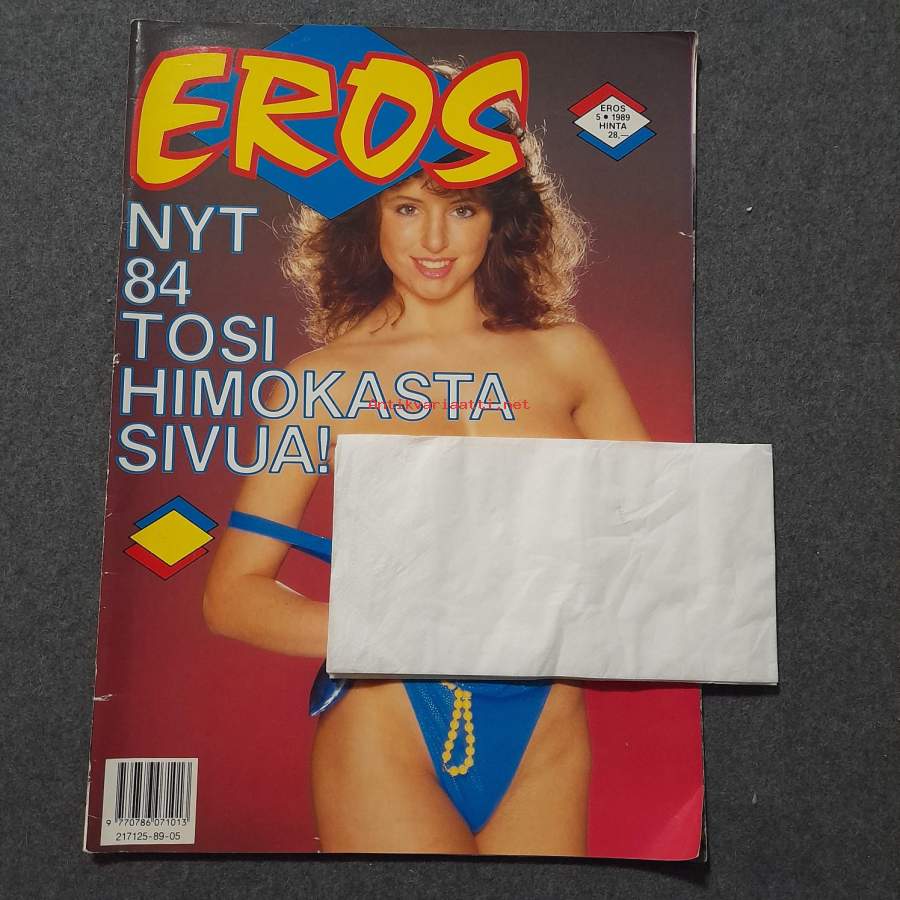 EROS
EROS
5 • 1989
HINTA
28,—
NYT
84
TOSI
HIMOKASTA
Antikvariaatti.net
SIVUA!
9 770786 071013
217125-89-05